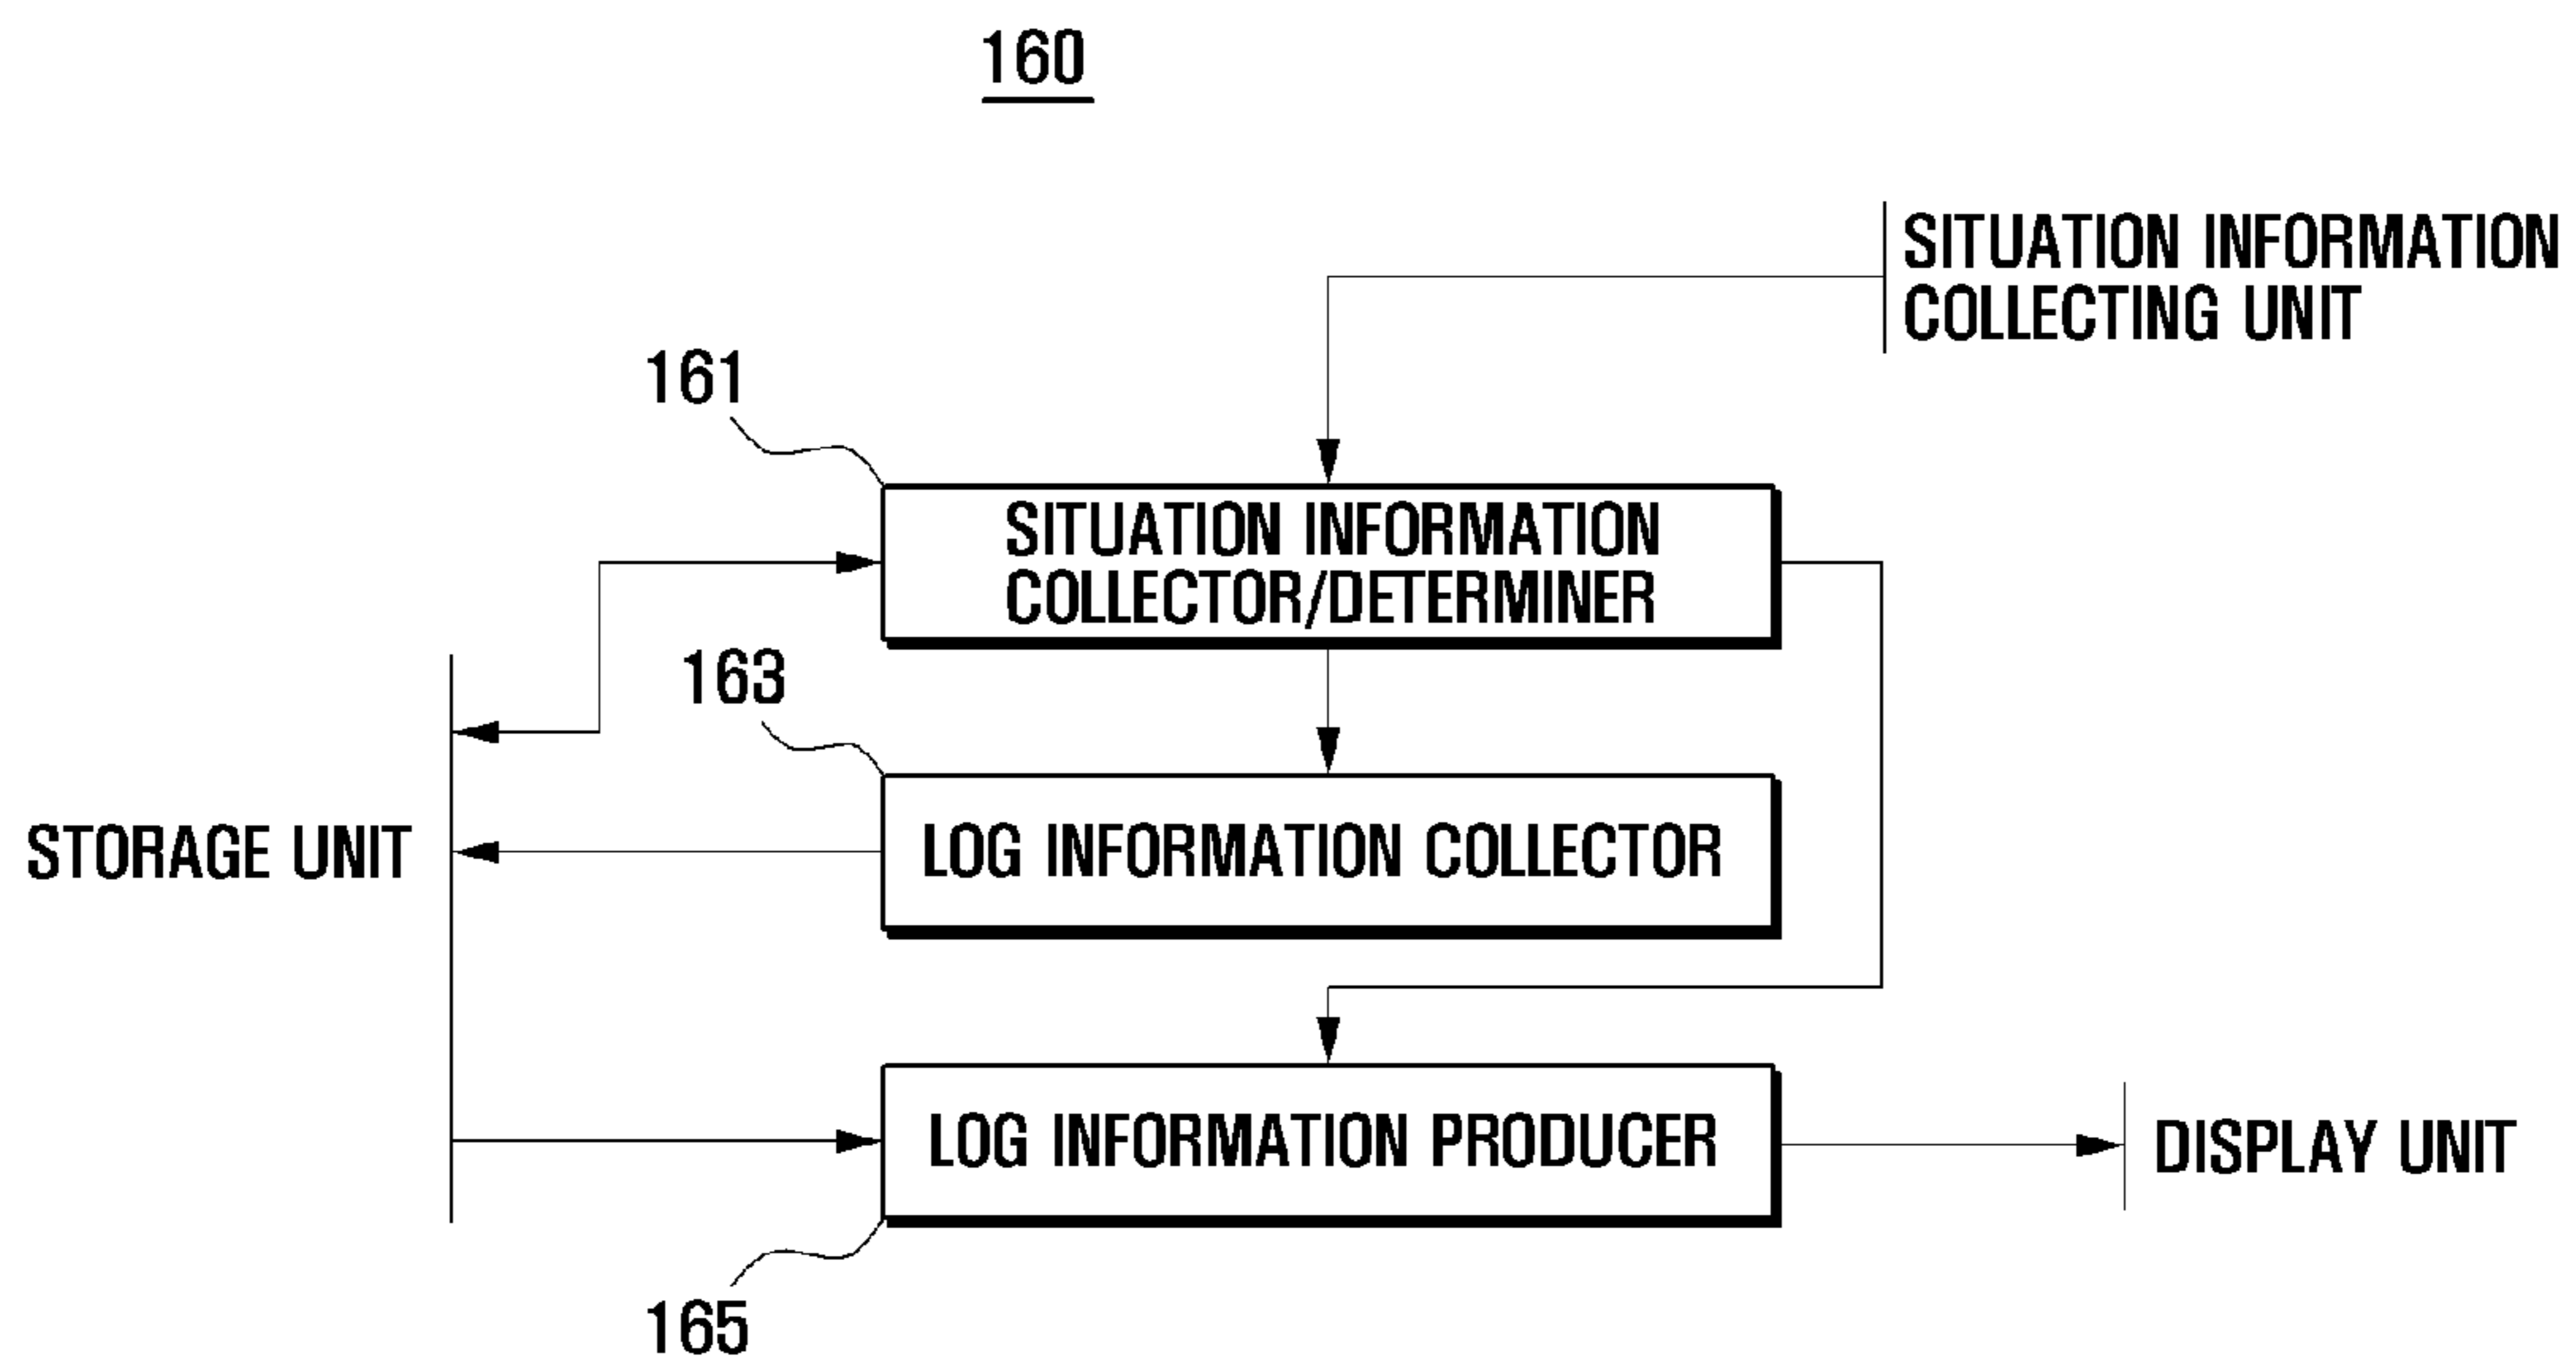 160
SITUATION INFORMATION
COLLECTING UNIT
161
SITUATION INFORMATION
COLLECTOR/DETERMINER
163
STORAGE UNIT
LOG INFORMATION COLLECTOR
LOG INFORMATION PRODUCER
DISPLAY UNIT
165